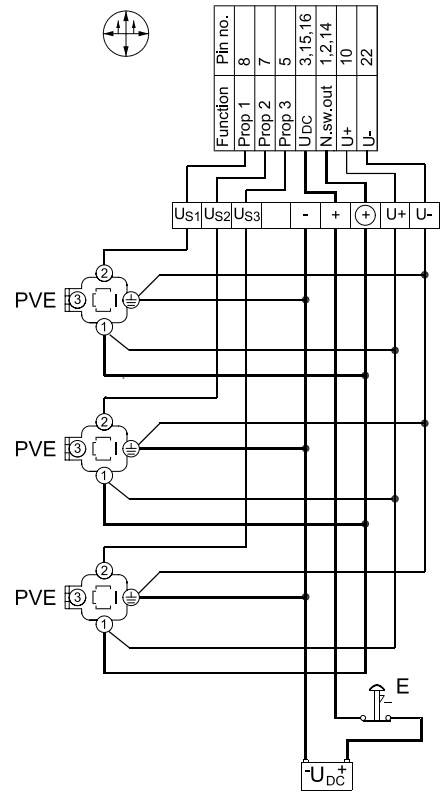 Function Pin no.
Prop 1 8
Prop 2 7
Prop 3 5
UDC 3,15,16
N.sw.out 1,2,14
U+ 10
U- 22
US1 US2 US3 - + + U+ U-
2
PVE 3
1
2
PVE 3
1
2
PVE 3
1
E
-UDC+